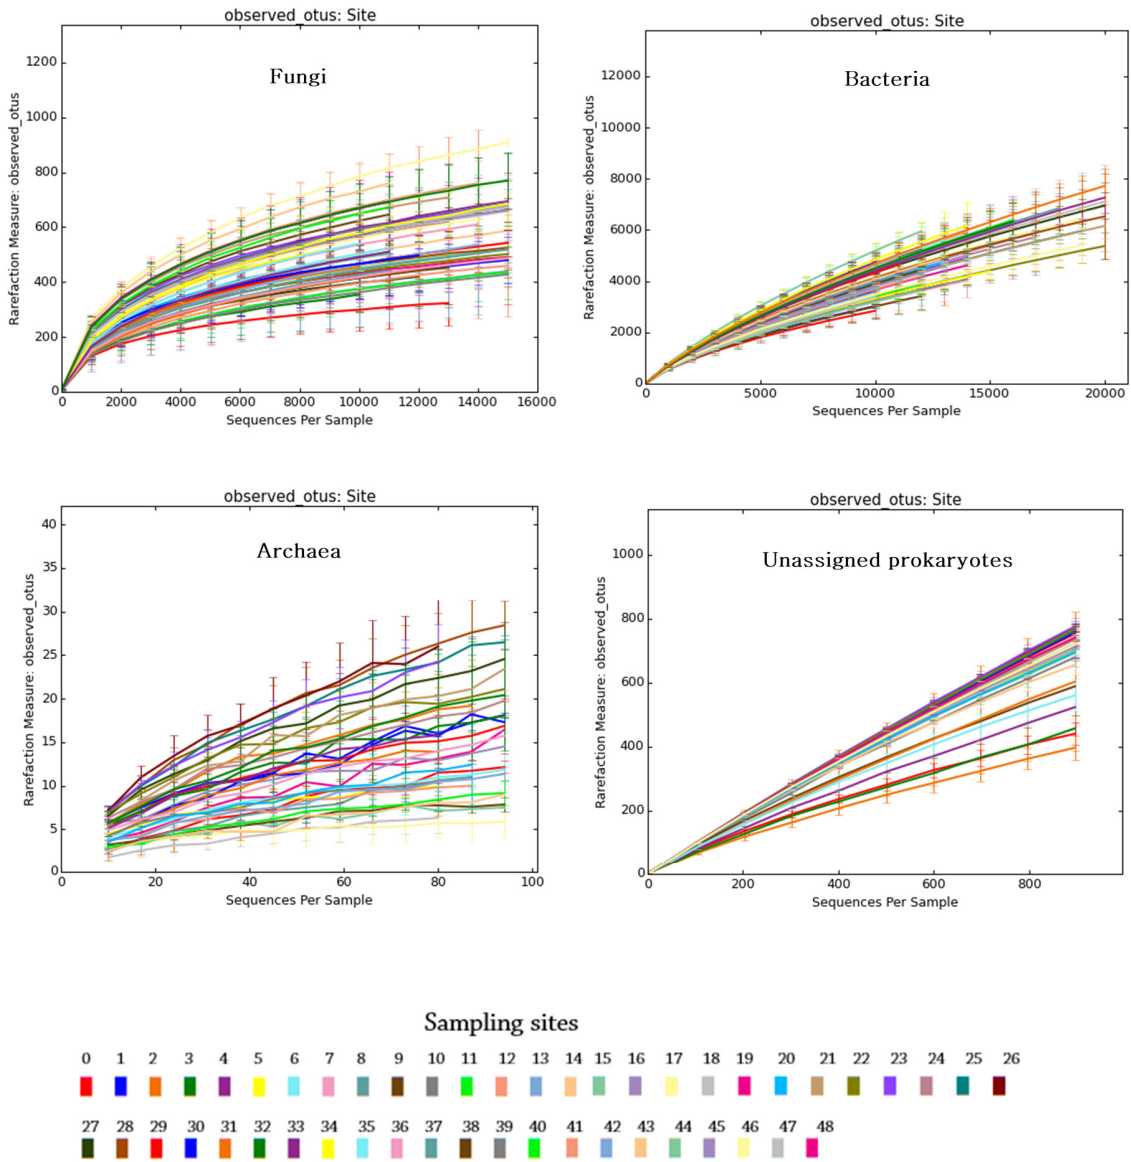 observed_otus: Site
Fungi
Rarefaction Measure: observed_otus
1200
1000
800
600
400
200
0
0 2000 4000 6000 8000 10000 12000 14000 16000
Sequences Per Sample
observed_otus: Site
Bacteria
Rarefaction Measure: observed_otus
12000
10000
8000
6000
4000
2000
0
0 5000 10000 15000 20000
Sequences Per Sample
observed_otus: Site
Archaea
Rarefaction Measure: observed_otus
40
35
30
25
20
15
10
5
0
0 20 40 60 80 100
Sequences Per Sample
observed_otus: Site
Unassigned prokaryotes
Rarefaction Measure: observed_otus
1000
800
600
400
200
0
0 200 400 600 800
Sequences Per Sample
Sampling sites
0 1 2 3 4 5 6 7 8 9 10 11 12 13 14 15 16 17 18 19 20 21 22 23 24 25 26
27 28 29 30 31 32 33 34 35 36 37 38 39 40 41 42 43 44 45 46 47 48